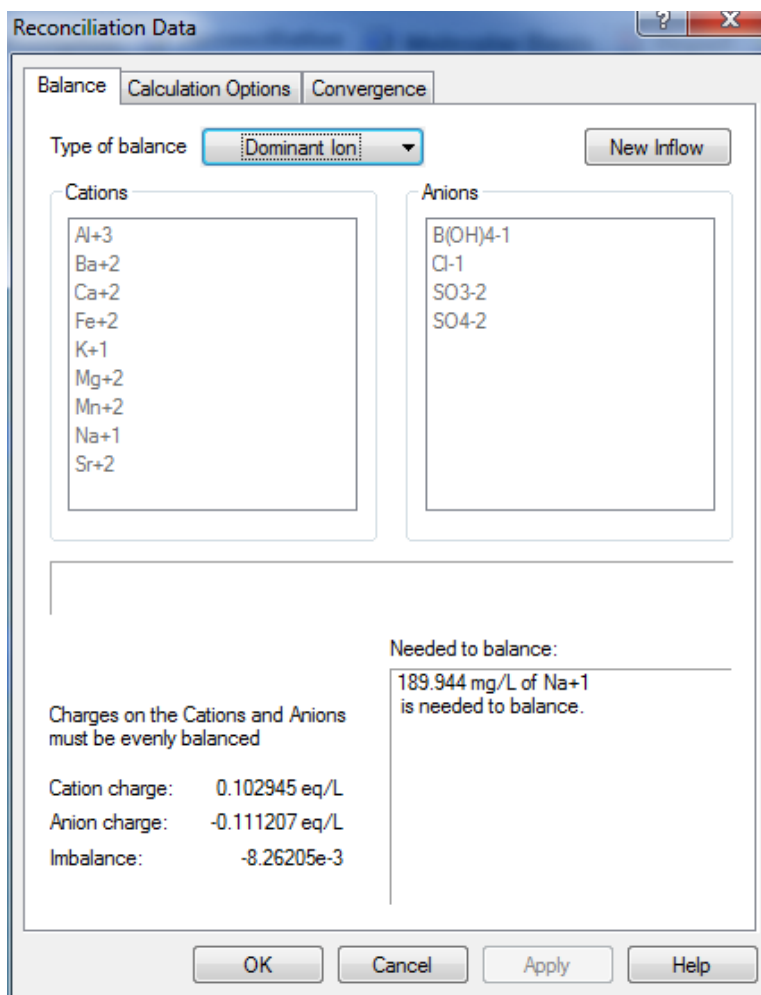 Reconciliation Data
? X
Balance
Calculation Options
Convergence
Type of balance
Dominant Ion
New Inflow
Cations
Al+3
Ba+2
Ca+2
Fe+2
K+1
Mg+2
Mn+2
Na+1
Sr+2
Anions
B(OH)4-1
Cl-1
SO3-2
SO4-2
Needed to balance:
189.944 mg/L of Na+1
is needed to balance.
Charges on the Cations and Anions
must be evenly balanced
Cation charge: 0.102945 eq/L
Anion charge: -0.111207 eq/L
Imbalance: -8.26205e-3
OK
Cancel
Apply
Help